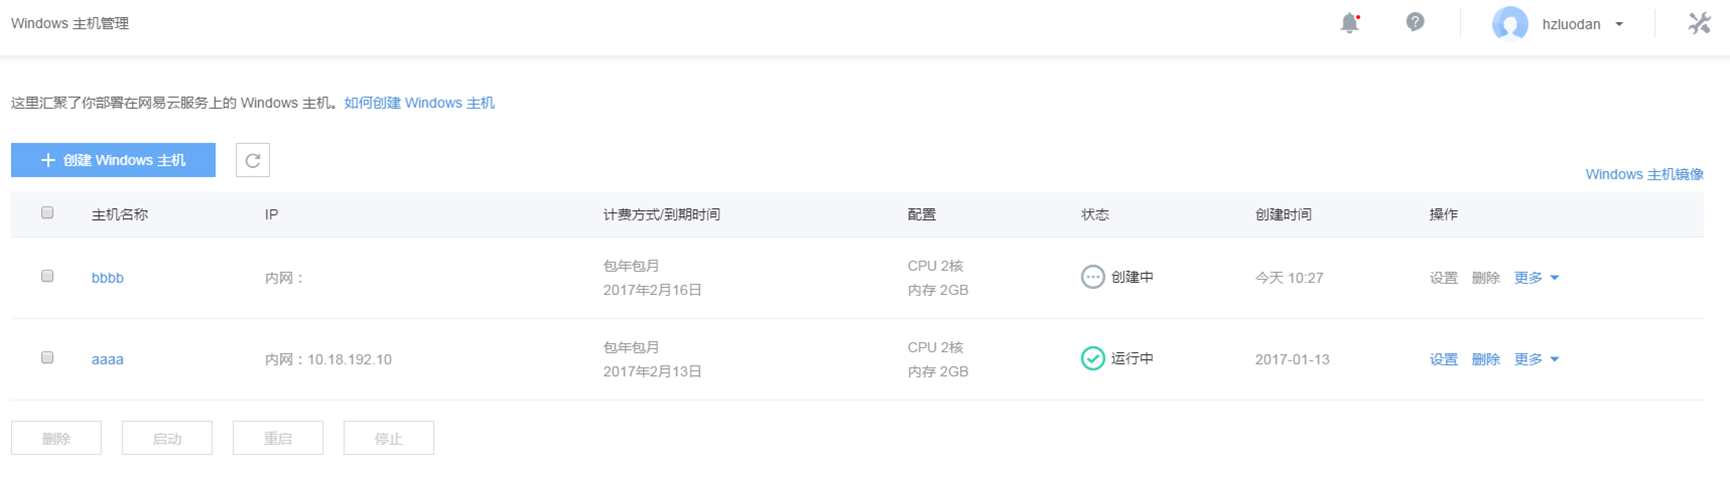 Windows 主机管理
hzluodan
这里汇聚了你部署在网易云服务上的 Windows 主机。如何创建 Windows 主机
创建 Windows 主机
Windows 主机镜像
主机名称 IP 计费方式/到期时间 配置 状态 创建时间 操作
bbbb 内网： 包年包月 CPU 2核 创建中 今天 10:27 设置 删除 更多
2017年2月16日 内存 2GB
aaaa 内网：10.18.192.10 包年包月 CPU 2核 运行中 2017-01-13 设置 删除 更多
2017年2月13日 内存 2GB
删除 启动 重启 停止